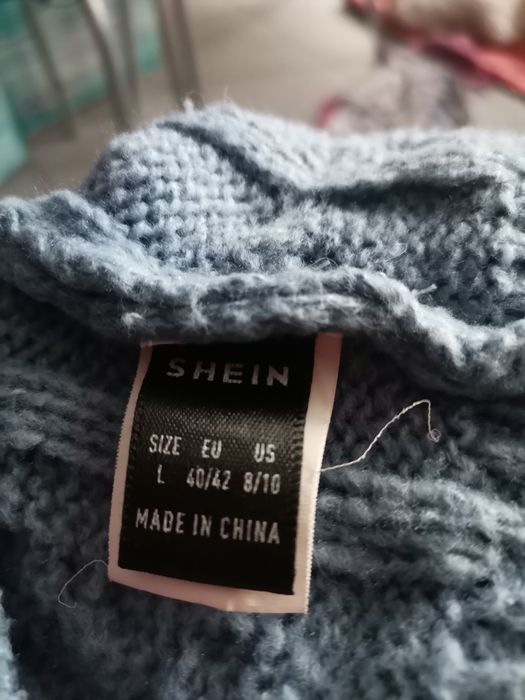 SHEIN
SIZE EU US
L 40/42 8/10
MADE IN CHINA